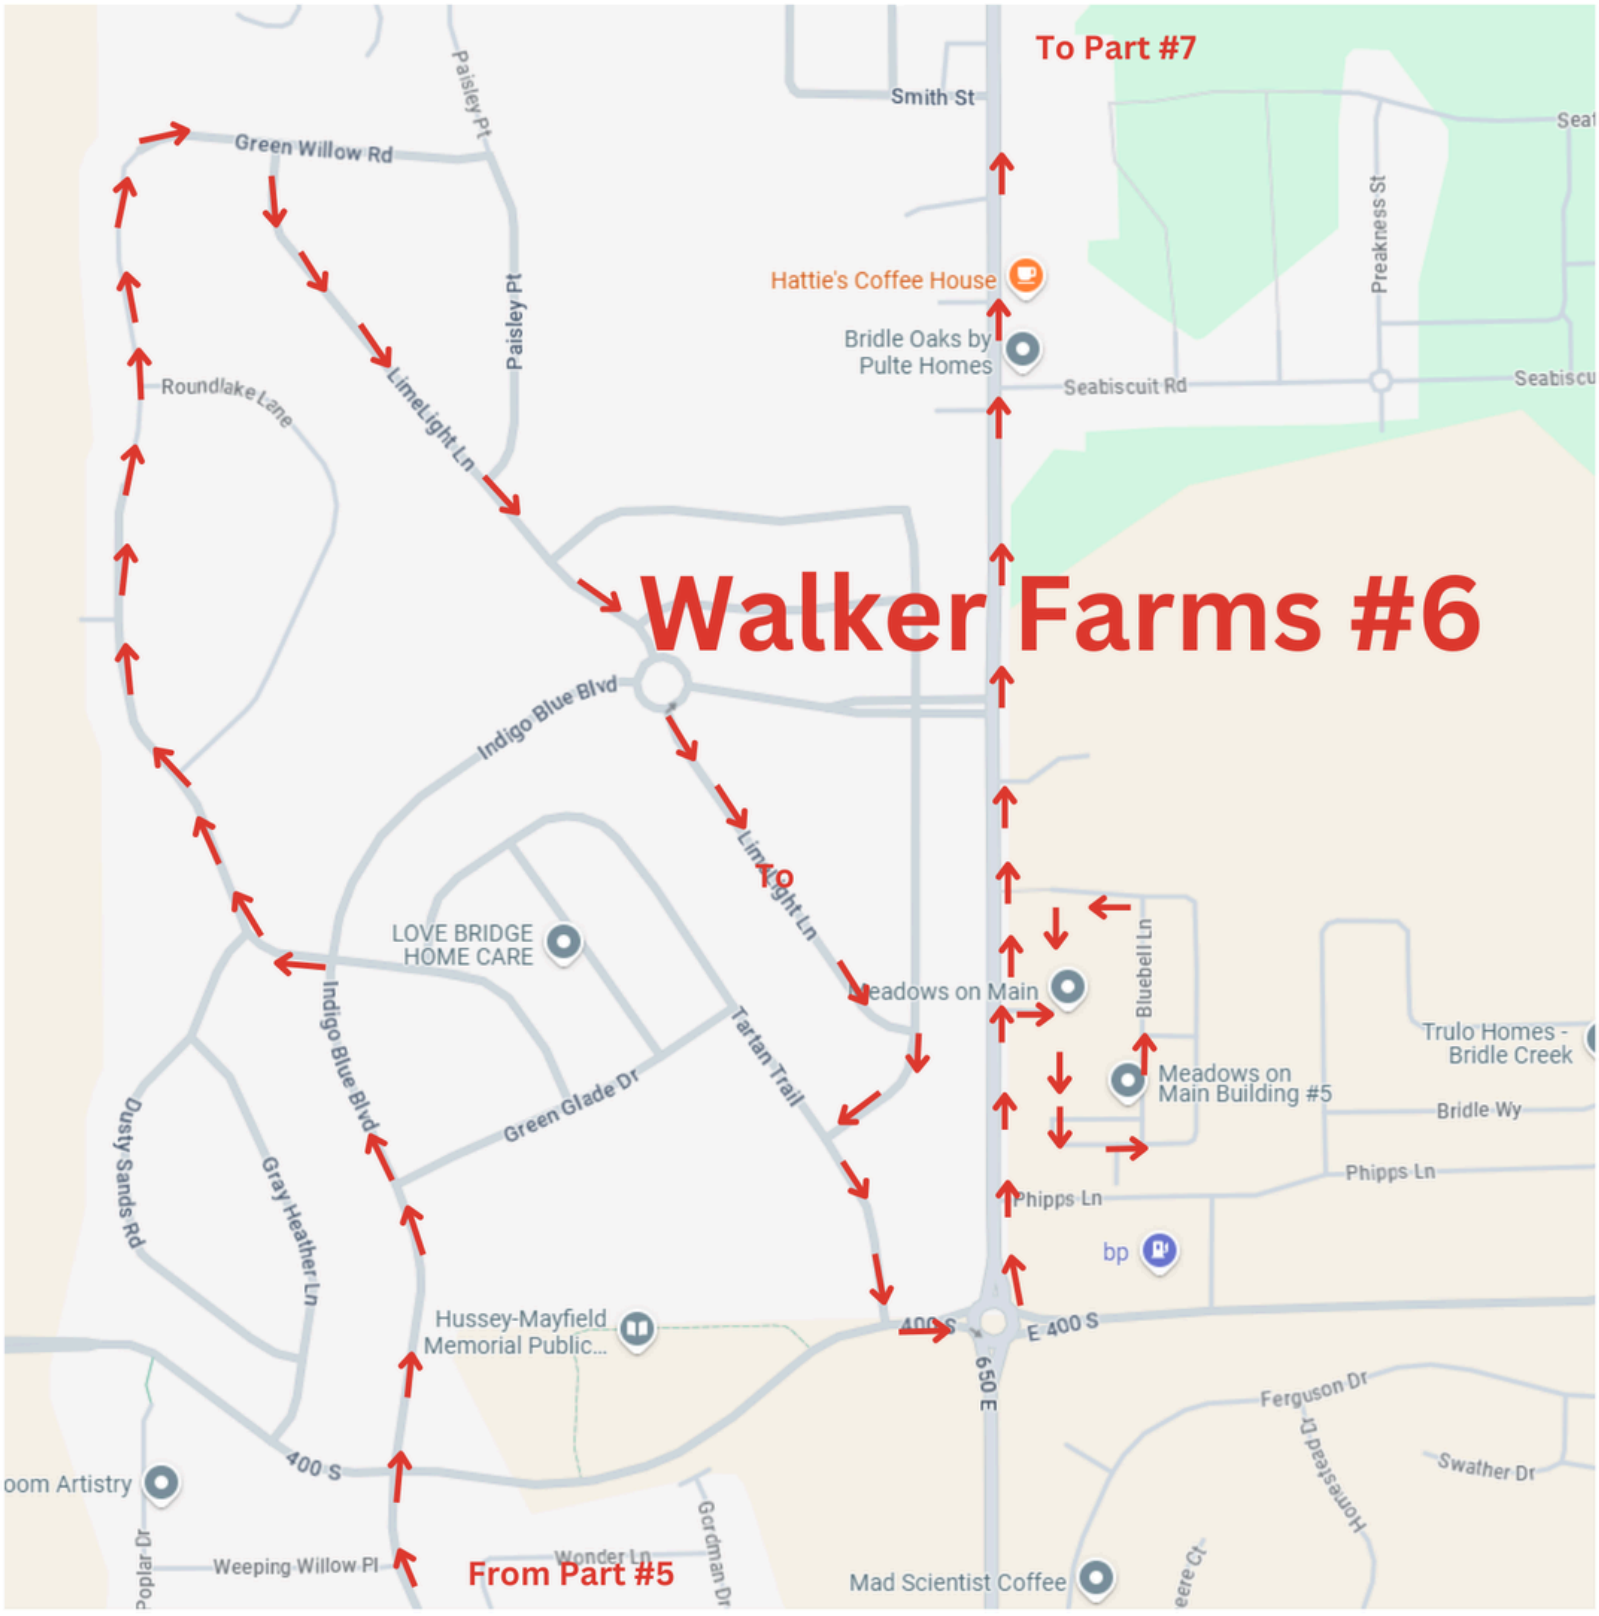 To Part #7
Paisley Pt
Smith St
Seat
Green Willow Rd
Preakness St
Hattie's Coffee House
Paisley Pt
Bridle Oaks by
Pulte Homes
Roundlake Lane
Seabiscuit Rd
Seabiscu
LimeLight Ln
Walker Farms #6
Indigo Blue Blvd
LimeLight Ln
To
LOVE BRIDGE
HOME CARE
Bluebell Ln
Meadows on Main
Indigo Blue Blvd
Tartan Trail
Trulo Homes -
Bridle Creek
Meadows on
Main Building #5
Green Glade Dr
Bridle Wy
Dusty Sands Rd
Gray Heather Ln
Phipps Ln
Phipps Ln
bp
Hussey-Mayfield
Memorial Public...
400 S
E 400 S
650 E
Ferguson Dr
Homestead Dr
400 S
Swather Dr
oom Artistry
Gordman Dr
Poplar Dr
Weeping Willow Pl
Wonder Ln
From Part #5
Mad Scientist Coffee
eere Ct